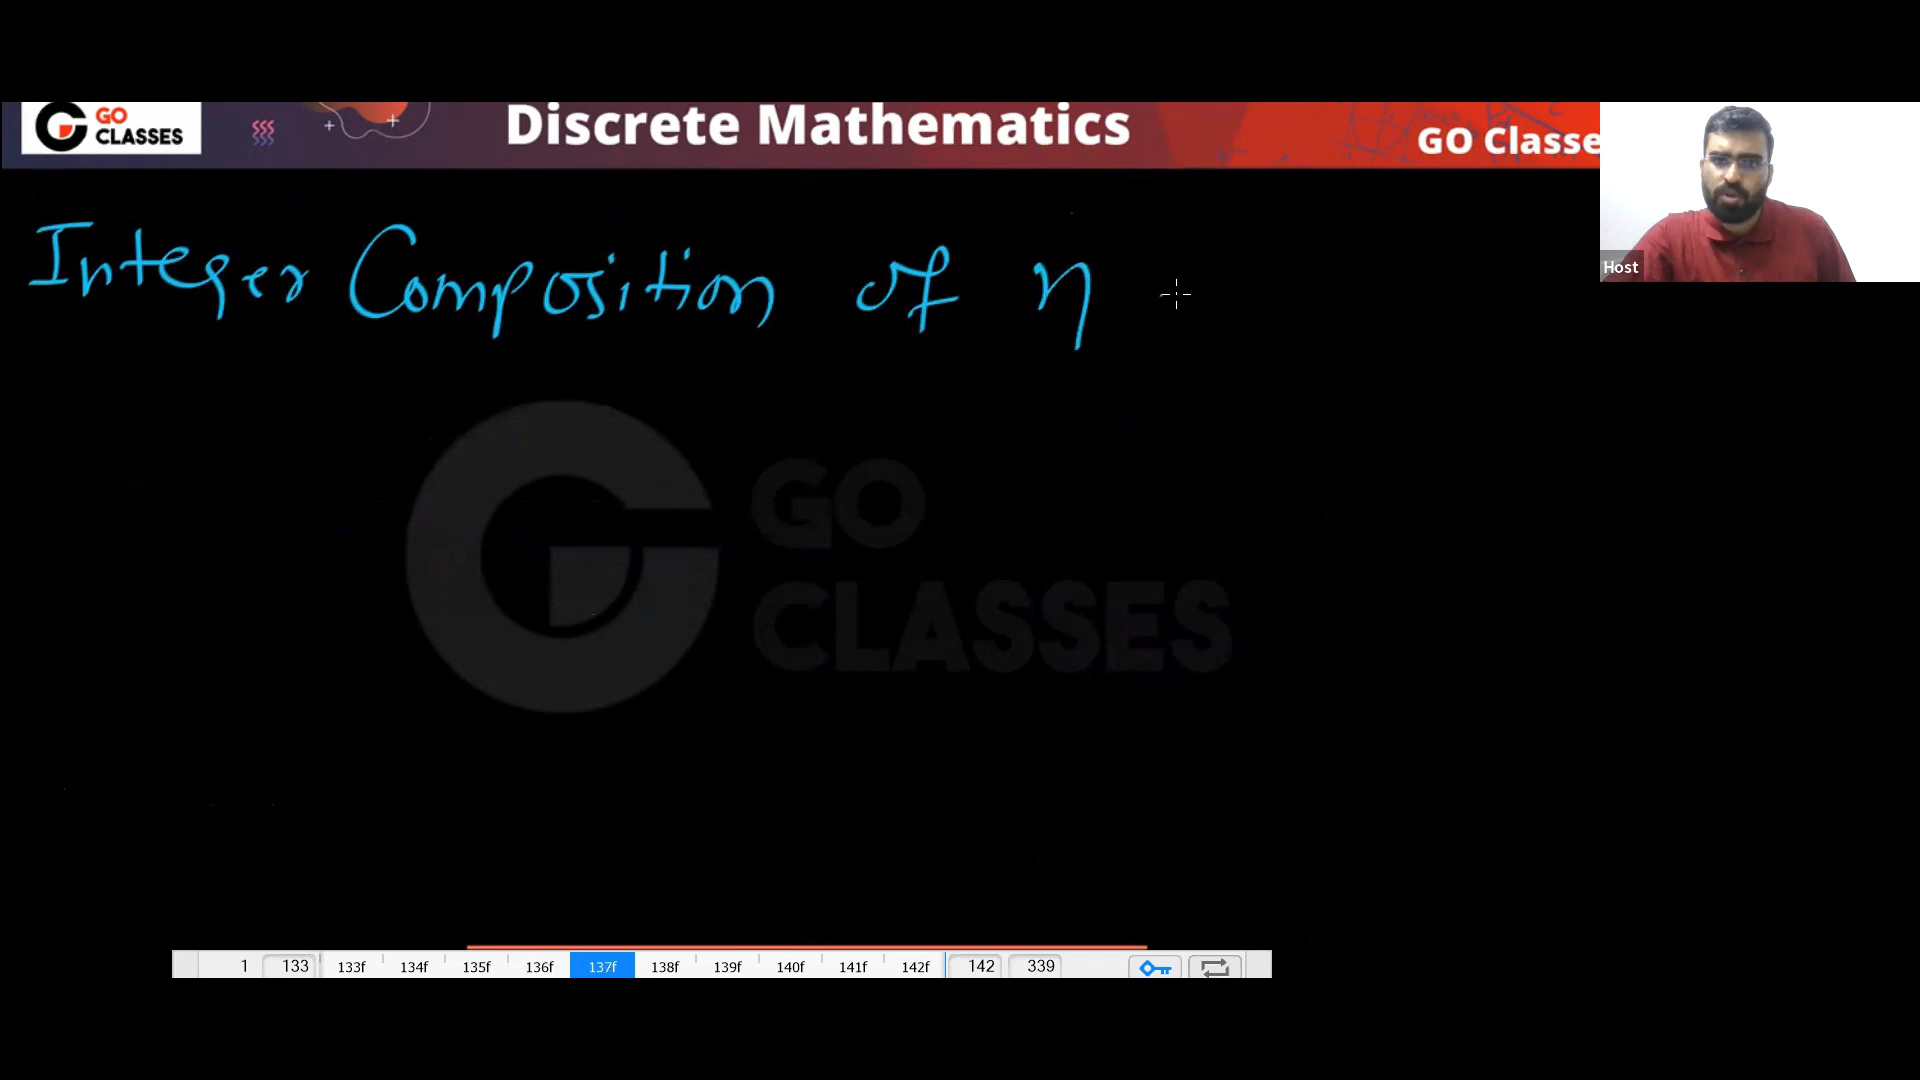 GO
CLASSES
Discrete Mathematics
GO Classe
Host
Integer Composition of n
GO
CLASSES
1 133 133f 134f 135f 136f 137f 138f 139f 140f 141f 142f 142 339